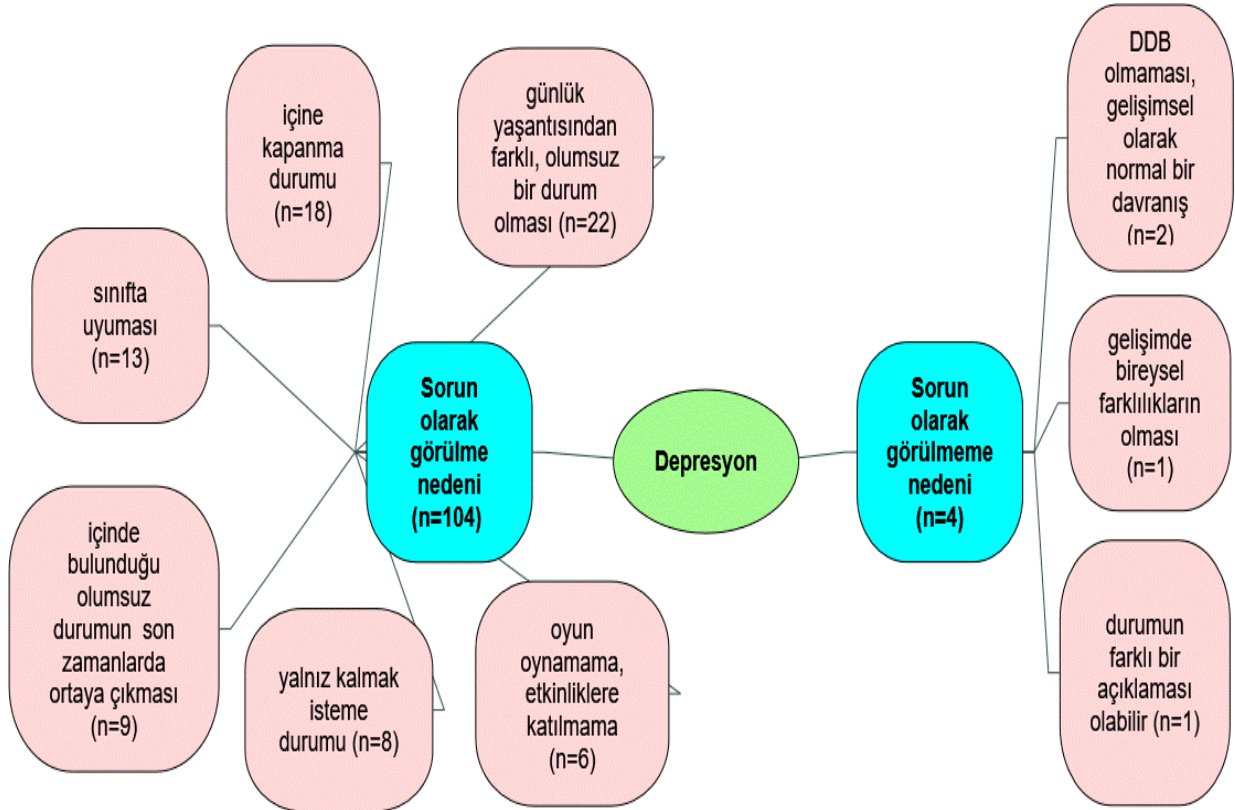 içine
kapanma
durumu
(n=18)
günlük
yaşantısından
farklı, olumsuz
bir durum
olması (n=22)
DDB
olmaması,
gelişimsel
olarak
normal bir
davranış
(n=2)
sınıfta
uyuması
(n=13)
Sorun
olarak
görülme
nedeni
(n=104)
Depresyon
Sorun
olarak
görülmeme
nedeni
(n=4)
gelişimde
bireysel
farklılıkların
olması
(n=1)
içinde
bulunduğu
olumsuz
durumun son
zamanlarda
ortaya çıkması
(n=9)
yalnız kalmak
isteme
durumu (n=8)
oyun
oynamama,
etkinliklere
katılmama
(n=6)
durumun
farklı bir
açıklaması
olabilir (n=1)